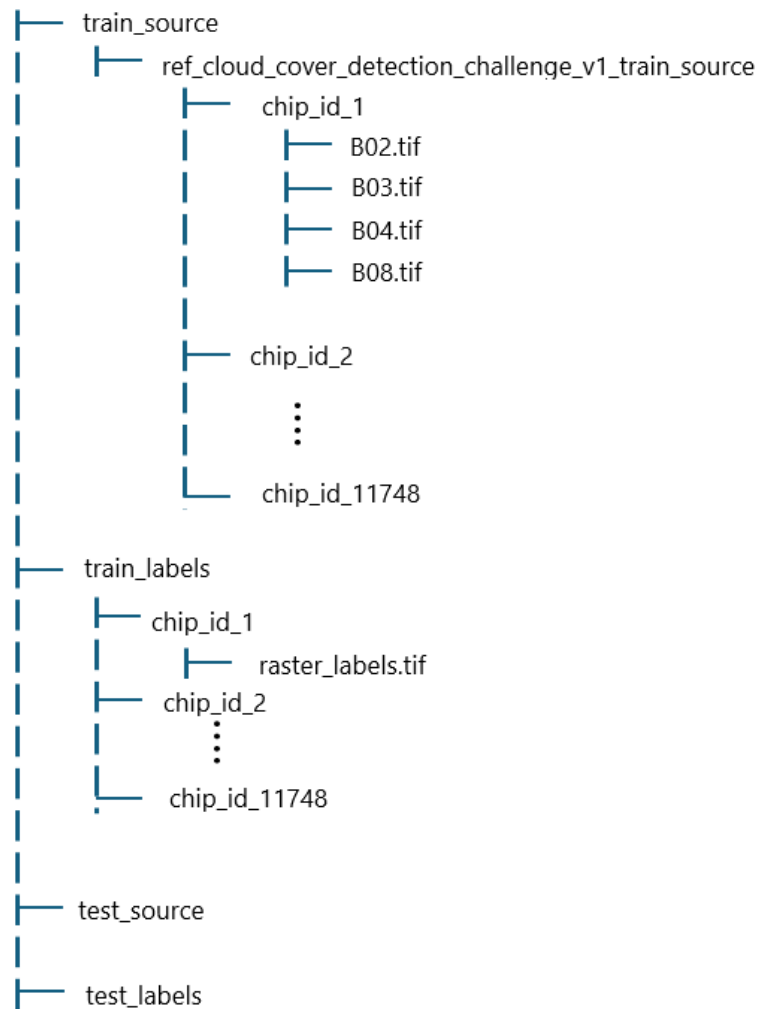 train_source
ref_cloud_cover_detection_challenge_v1_train_source
chip_id_1
B02.tif
B03.tif
B04.tif
B08.tif
chip_id_2
chip_id_11748
train_labels
chip_id_1
raster_labels.tif
chip_id_2
chip_id_11748
test_source
test_labels